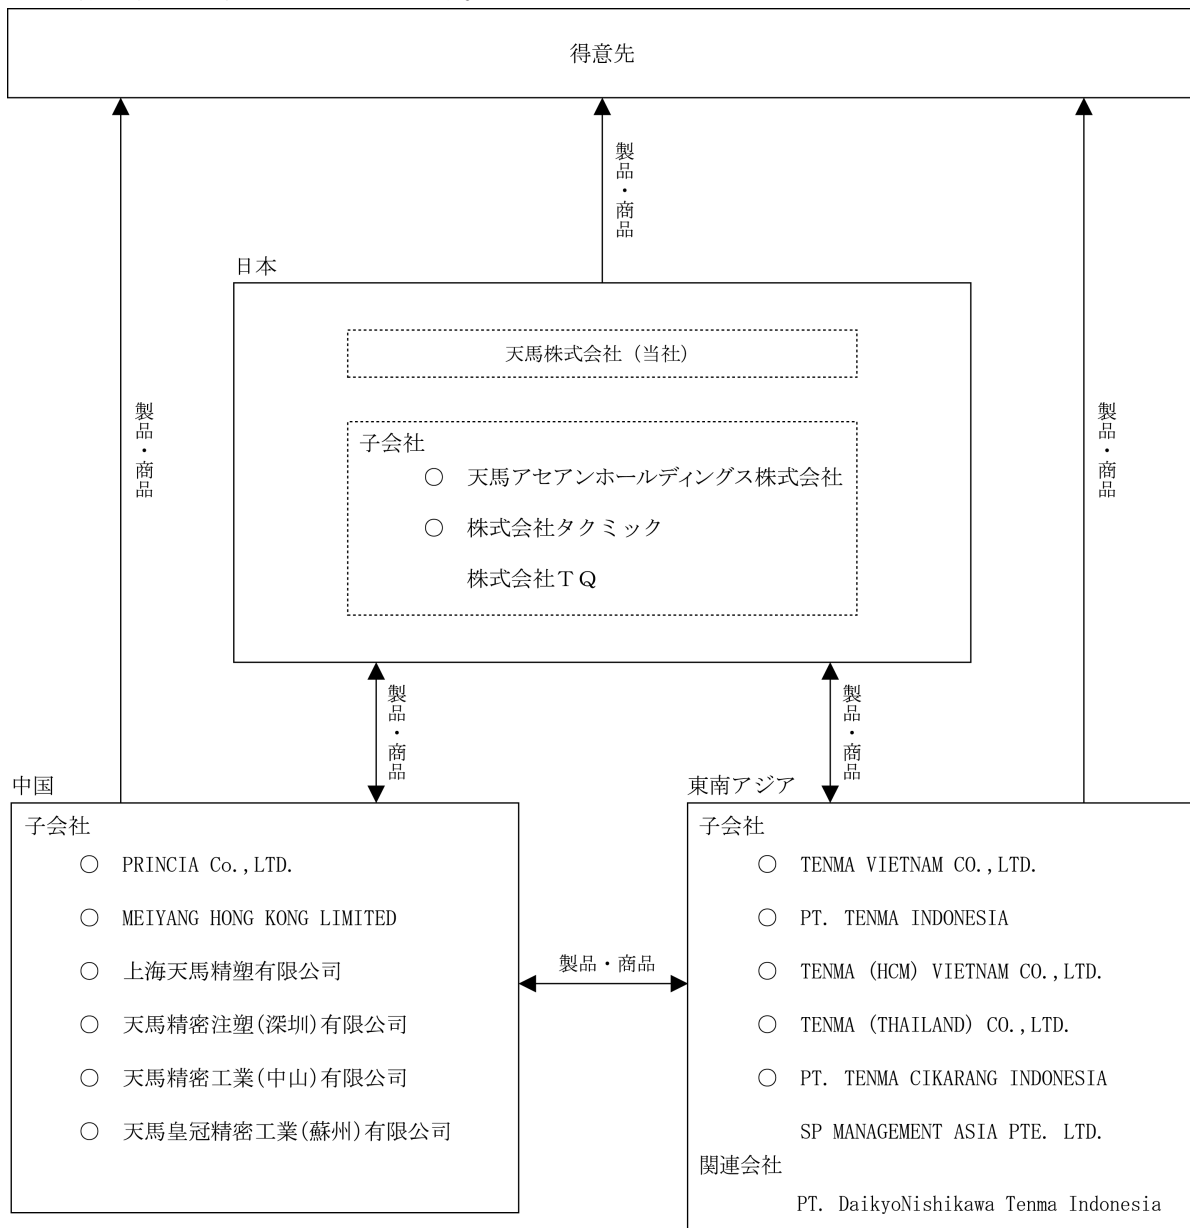 得意先
製品・商品
日本
天馬株式会社（当社）
子会社
○ 天馬アセアンホールディングス株式会社
○ 株式会社タクミック
株式会社ＴＱ
製品・商品
製品・商品
製品・商品
製品・商品
中国
子会社
○ PRINCIA Co.,LTD.
○ MEIYANG HONG KONG LIMITED
○ 上海天馬精塑有限公司
○ 天馬精密注塑(深圳)有限公司
○ 天馬精密工業(中山)有限公司
○ 天馬皇冠精密工業(蘇州)有限公司
製品・商品
東南アジア
子会社
○ TENMA VIETNAM CO.,LTD.
○ PT. TENMA INDONESIA
○ TENMA (HCM) VIETNAM CO.,LTD.
○ TENMA (THAILAND) CO.,LTD.
○ PT. TENMA CIKARANG INDONESIA
SP MANAGEMENT ASIA PTE. LTD.
関連会社
PT. DaikyoNishikawa Tenma Indonesia